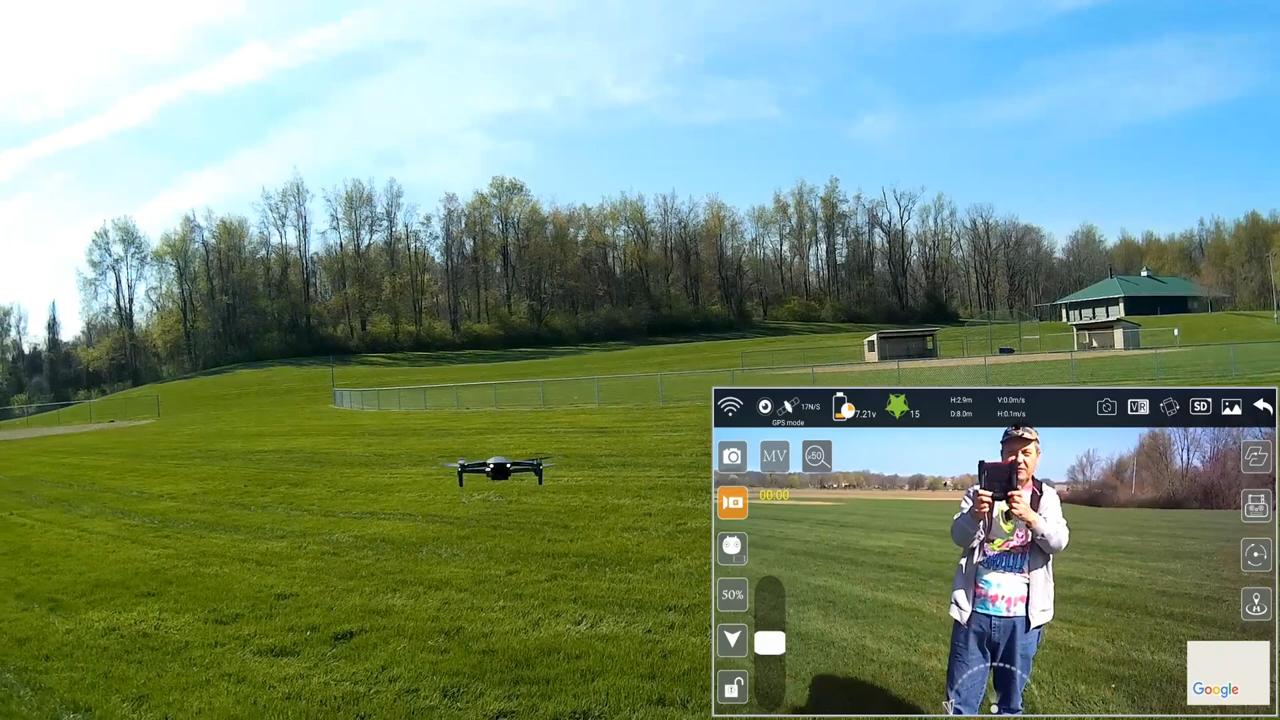 17N/S
GPS mode
7.21v
15
H:2.9m
D:8.0m
V:0.0m/s
H:0.1m/s
VR
SD
MV
x50
00:00
50%
Google